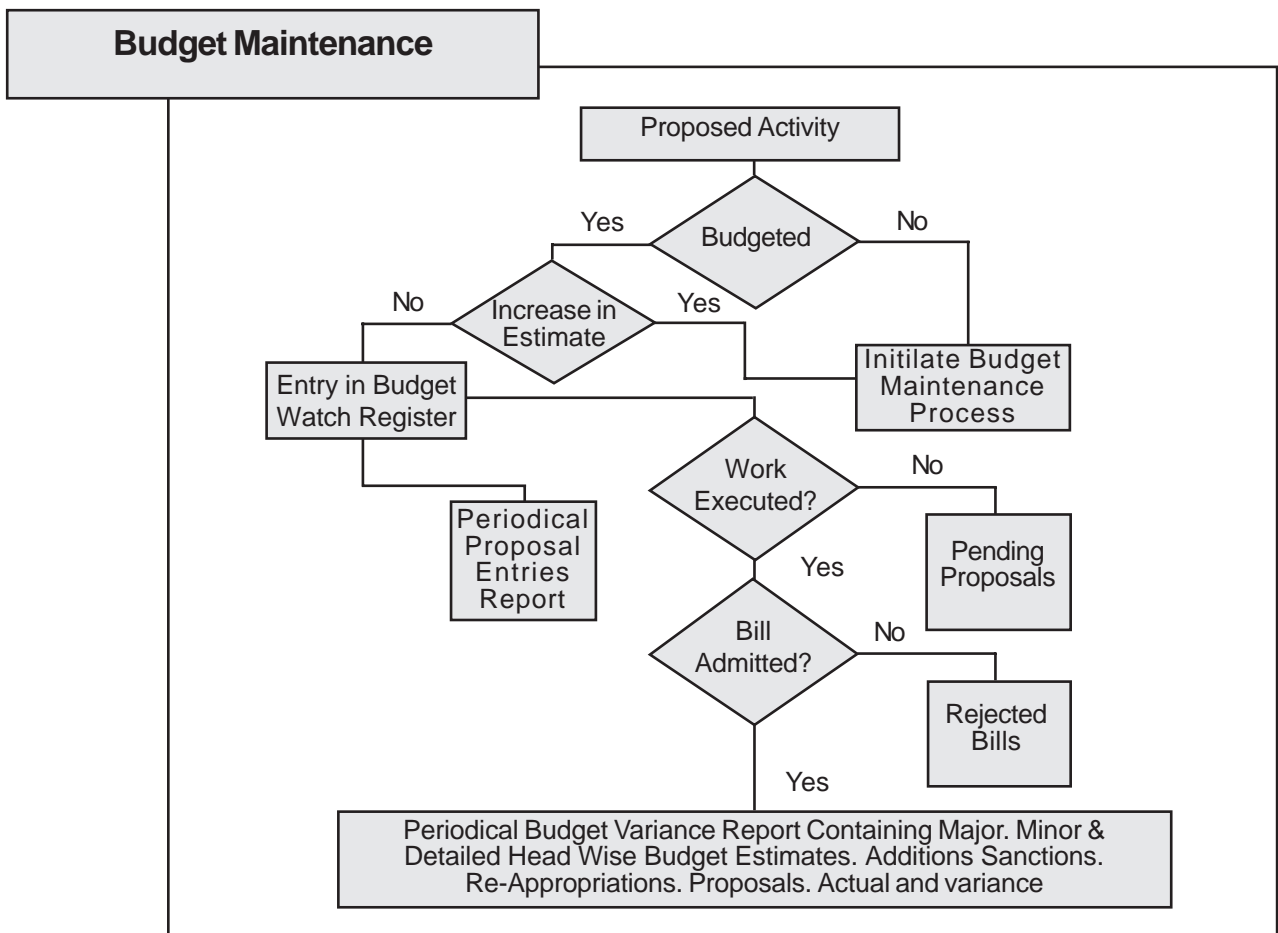 Budget Maintenance
Proposed Activity
Yes
No
Budgeted
No
Increase in
Estimate
Yes
Initilate Budget
Maintenance
Process
Entry in Budget
Watch Register
Work
Executed?
No
Periodical
Proposal
Entries
Report
Pending
Proposals
Yes
Bill
Admitted?
No
Rejected
Bills
Yes
Periodical Budget Variance Report Containing Major. Minor &
Detailed Head Wise Budget Estimates. Additions Sanctions.
Re-Appropriations. Proposals. Actual and variance